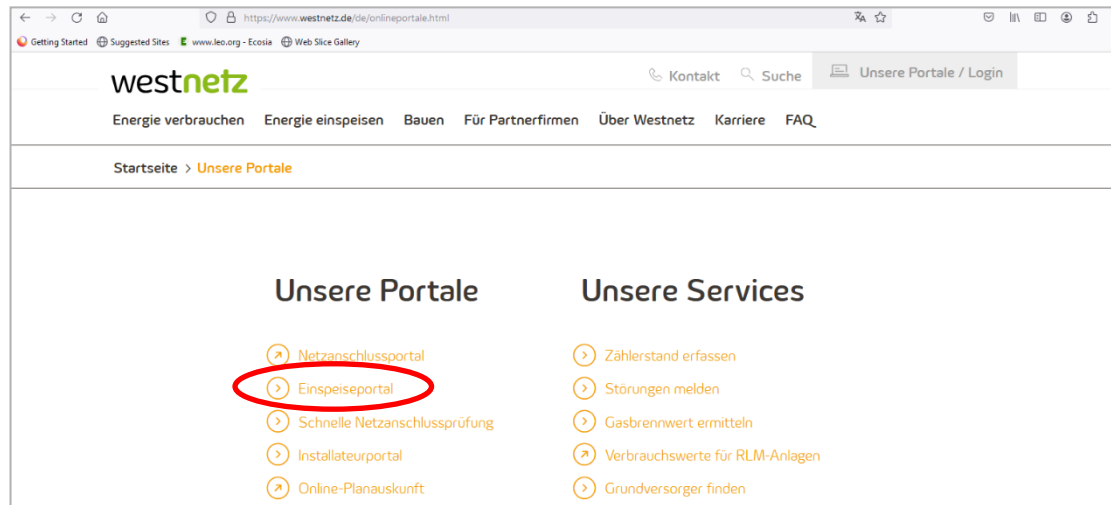 https://www.westnetz.de/de/onlineportale.html
Getting Started Suggested Sites www.leo.org - Ecosia Web Slice Gallery
westnetz
Kontakt Suche Unsere Portale / Login
Energie verbrauchen Energie einspeisen Bauen Für Partnerfirmen Über Westnetz Karriere FAQ
Startseite > Unsere Portale
Unsere Portale
Netzanschlussportal
Einspeiseportal
Schnelle Netzanschlussprüfung
Installateurportal
Online-Planauskunft
Unsere Services
Zählerstand erfassen
Störungen melden
Gasbrennwert ermitteln
Verbrauchswerte für RLM-Anlagen
Grundversorger finden